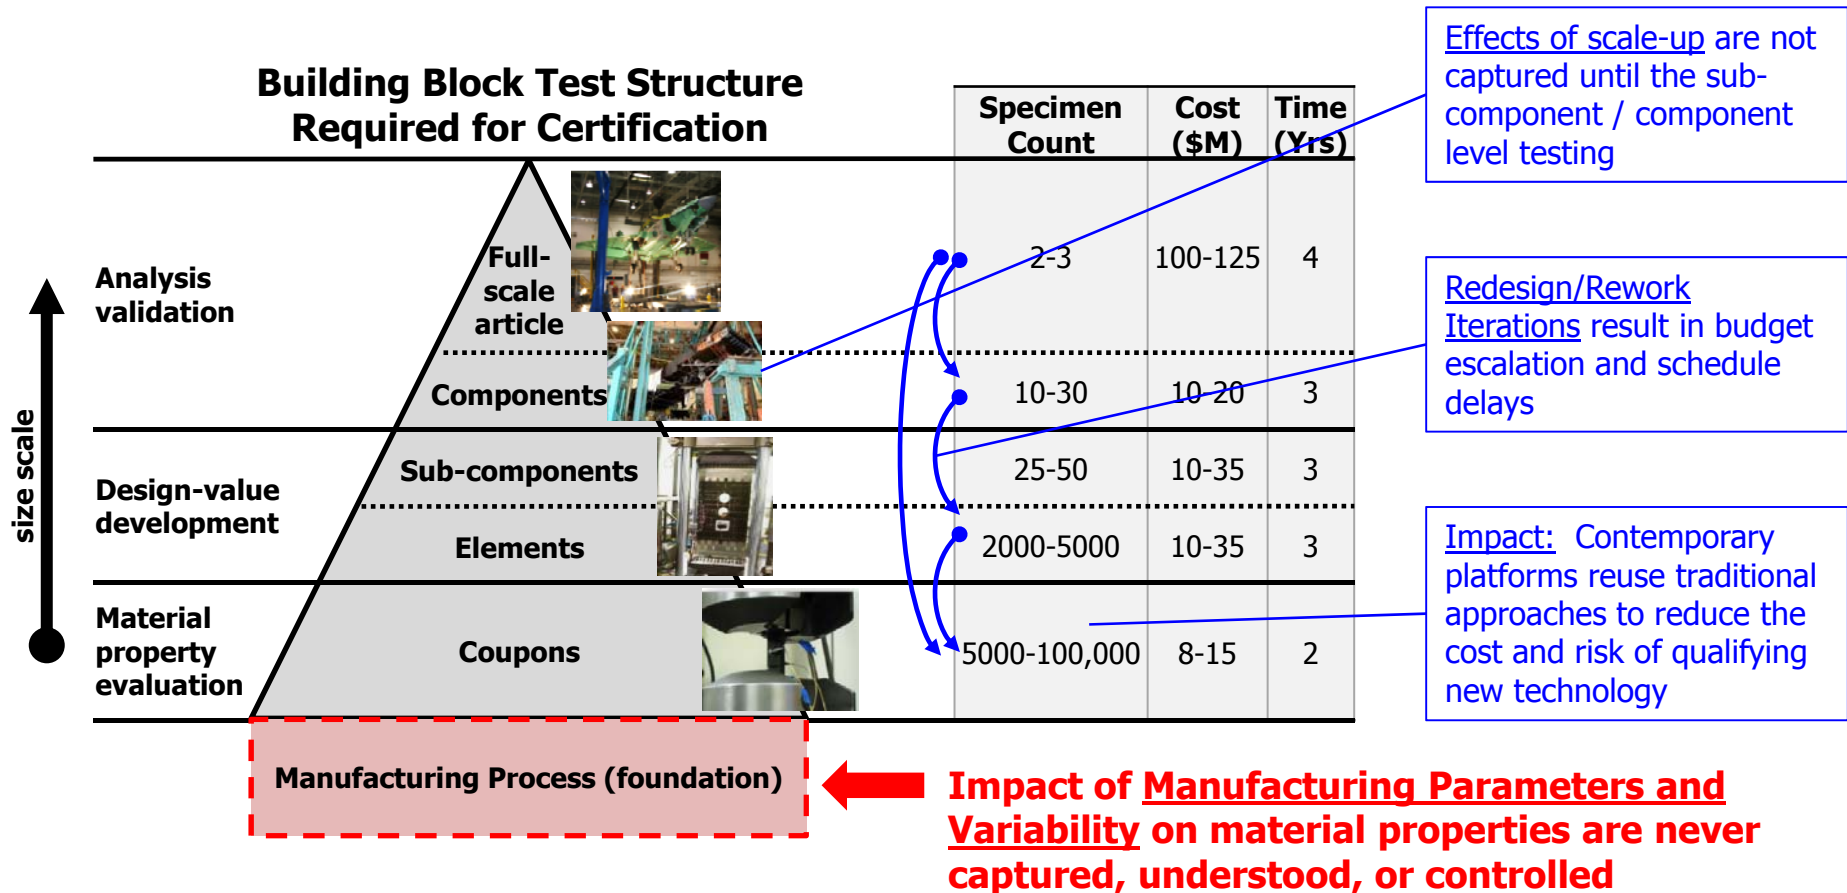 Building Block Test Structure
Required for Certification
Specimen
Count
Cost
($M)
Time
(Yrs)
Effects of scale-up are not
captured until the sub-
component / component
level testing
size scale
Analysis
validation
Full-
scale
article
2-3
100-125
4
Components
10-30
10-20
3
Redesign/Rework
Iterations result in budget
escalation and schedule
delays
Design-value
development
Sub-components
25-50
10-35
3
Elements
2000-5000
10-35
3
Material
property
evaluation
Coupons
5000-100,000
8-15
2
Impact: Contemporary
platforms reuse traditional
approaches to reduce the
cost and risk of qualifying
new technology
Manufacturing Process (foundation)
Impact of Manufacturing Parameters and
Variability on material properties are never
captured, understood, or controlled